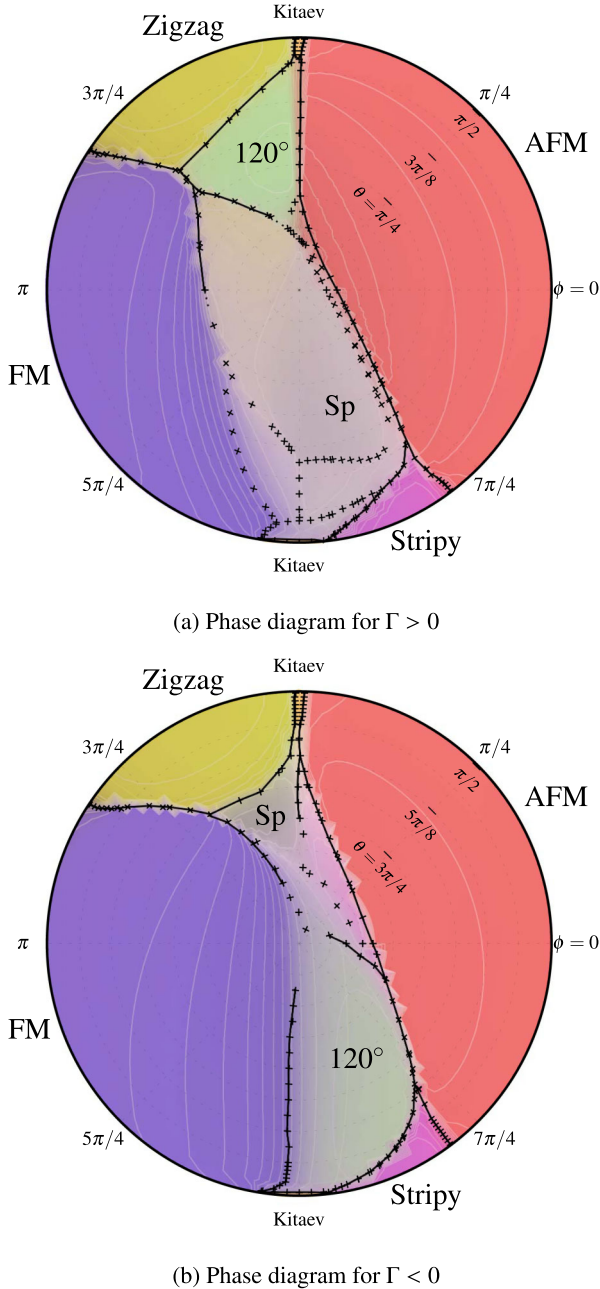 Kitaev
Zigzag
3π/4
π/4
π/2
AFM
120°
3π/8
θ = π/4
π
ϕ = 0
FM
Sp
5π/4
7π/4
Stripy
Kitaev
(a) Phase diagram for Γ > 0
Kitaev
Zigzag
3π/4
π/4
π/2
AFM
Sp
5π/8
θ = 3π/4
π
ϕ = 0
FM
120°
5π/4
7π/4
Stripy
Kitaev
(b) Phase diagram for Γ < 0